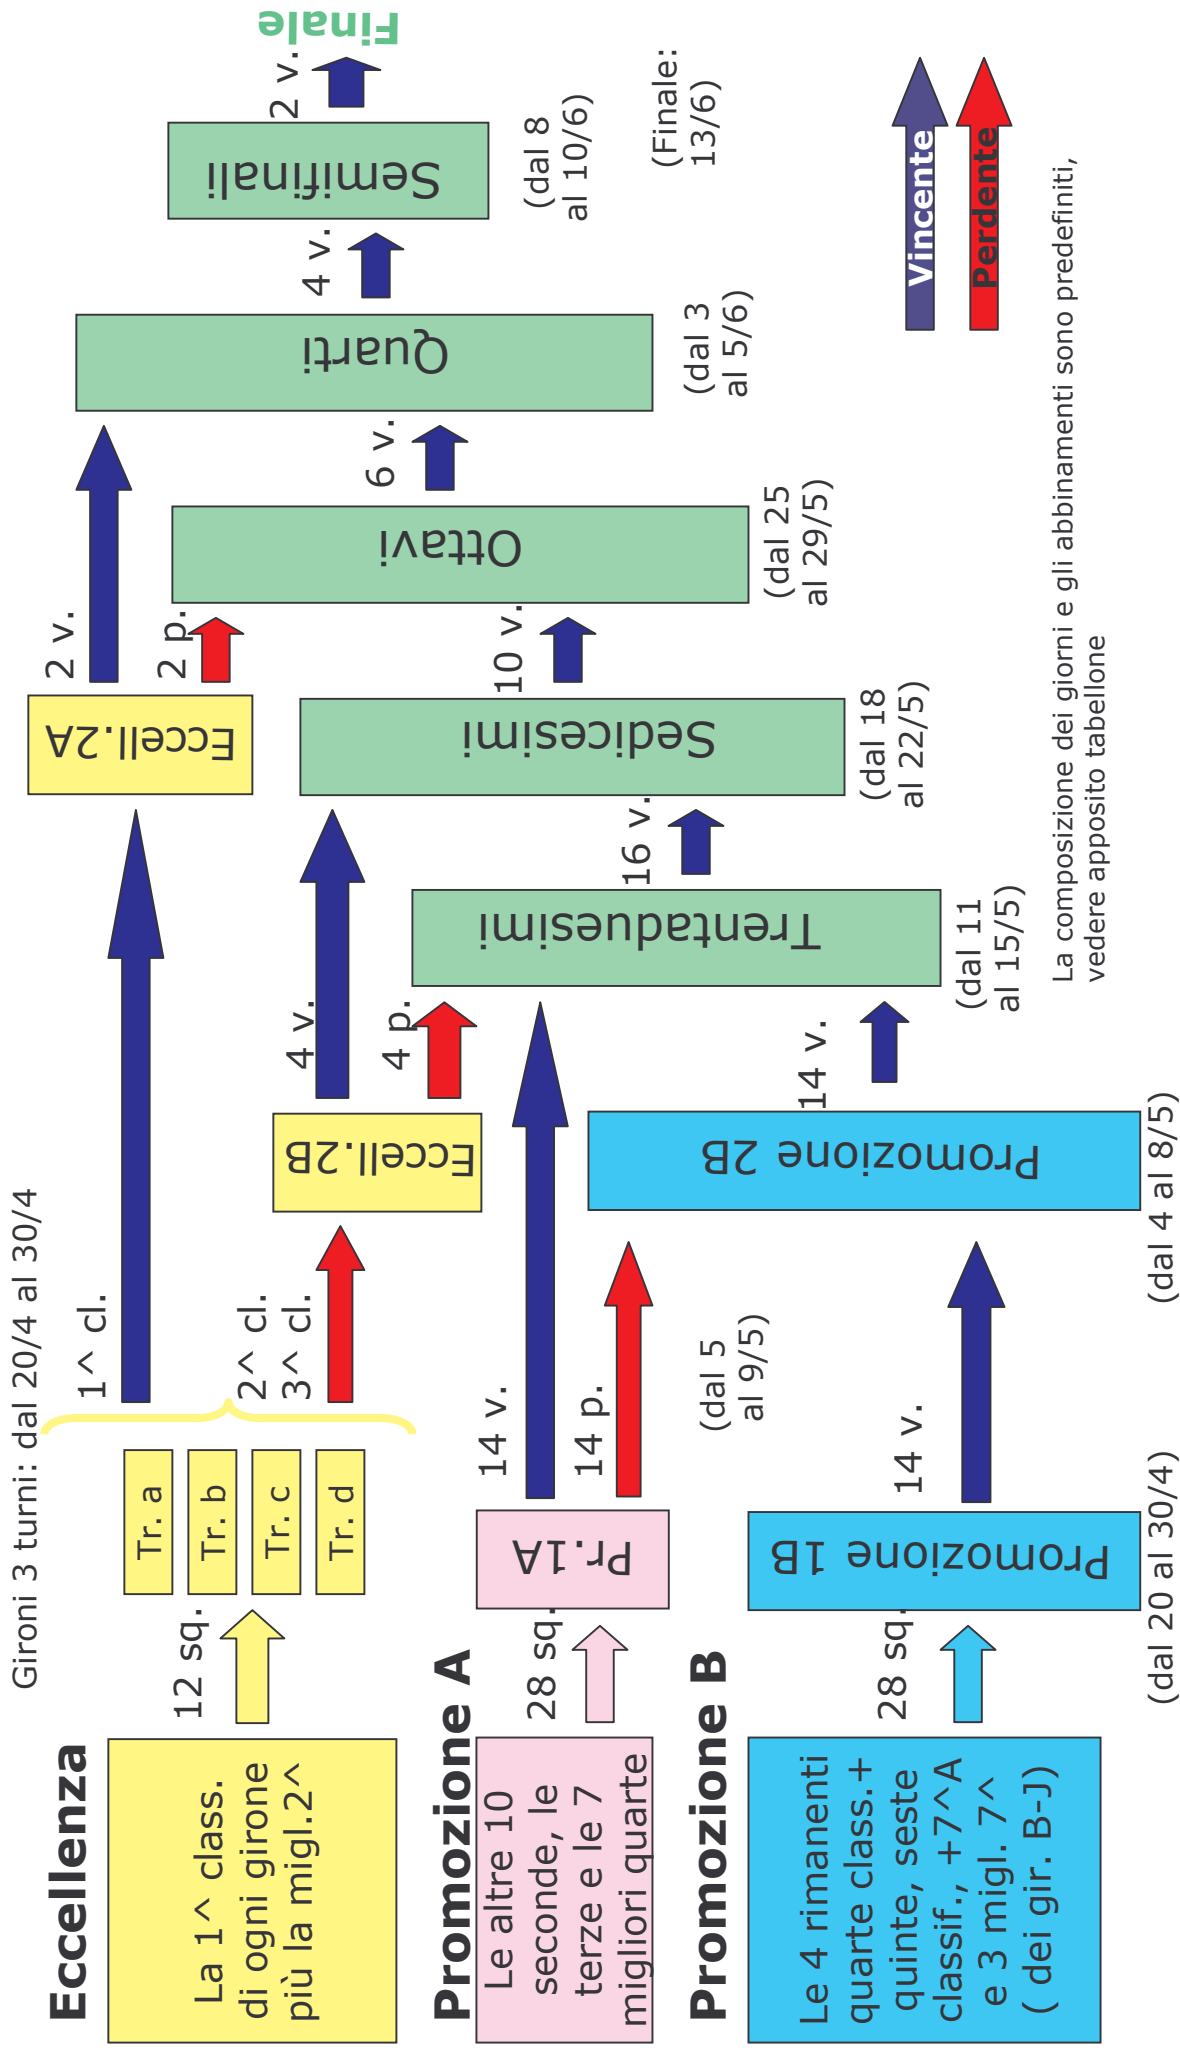 Gironi 3 turni: dal 20/4 al 30/4
Eccellenza
La 1^ class.
di ogni girone
più la migl.2^
12 sq.
Tr. a
Tr. b
Tr. c
Tr. d
1^ cl.
2^ cl.
3^ cl.
Eccell.2A
2 v.
2 p.
Eccell.2B
4 v.
4 p.
Promozione A
Le altre 10
seconde, le
terze e le 7
migliori quarte
28 sq.
Pr.1A
14 v.
14 p.
(dal 5
al 9/5)
Promozione B
Le 4 rimanenti
quarte class.+
quinte, seste
classif., +7^A
e 3 migl. 7^
( dei gir. B-J)
28 sq.
Promozione 1B
(dal 20 al 30/4)
14 v.
Promozione 2B
(dal 4 al 8/5)
14 v.
Trentaduesimi
(dal 11
al 15/5)
16 v.
Sedicesimi
(dal 18
al 22/5)
10 v.
Ottavi
(dal 25
al 29/5)
6 v.
Quarti
(dal 3
al 5/6)
4 v.
Semifinali
(dal 8
al 10/6)
2 v.
Finale
(Finale:
13/6)
Vincente
Perdente
La composizione dei giorni e gli abbinamenti sono predefiniti,
vedere apposito tabellone